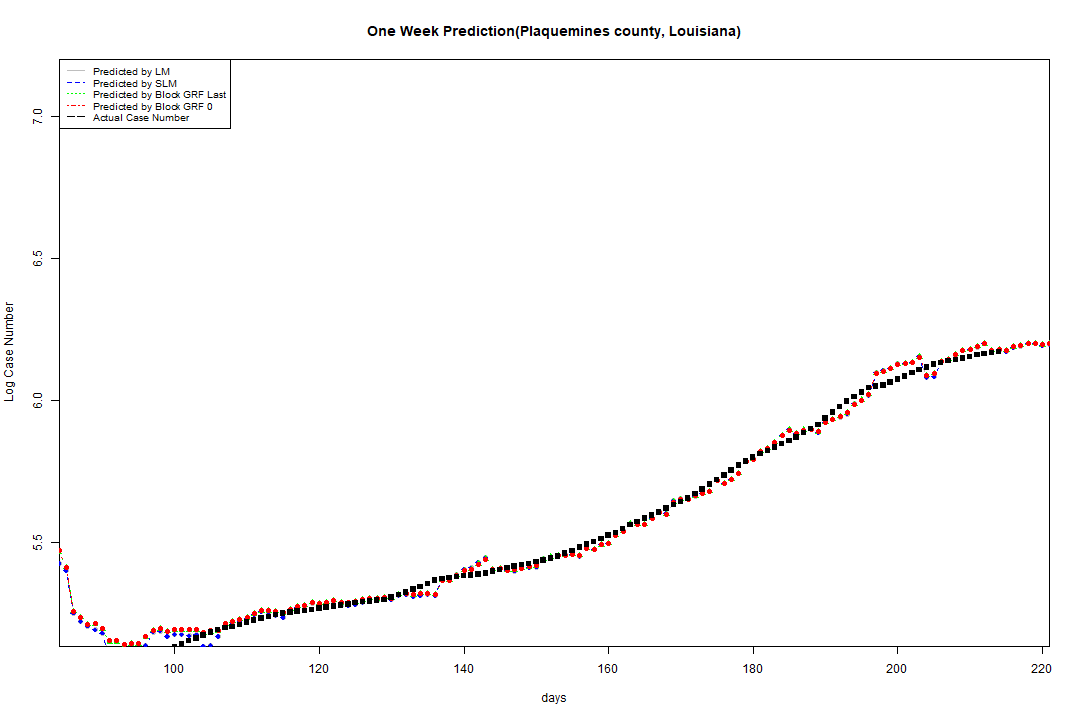 One Week Prediction(Plaquemines county, Louisiana)
Predicted by LM
Predicted by SLM
Predicted by Block GRF Last
Predicted by Block GRF 0
Actual Case Number
7.0
6.5
6.0
5.5
Log Case Number
100 120 140 160 180 200 220
days